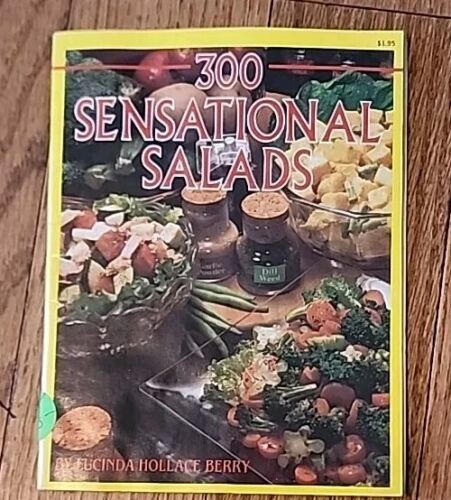 $1.95
300
SENSATIONAL
SALADS
Garlic
Powder
Dill
Weed
BY LUCINDA HOLLACE BERRY